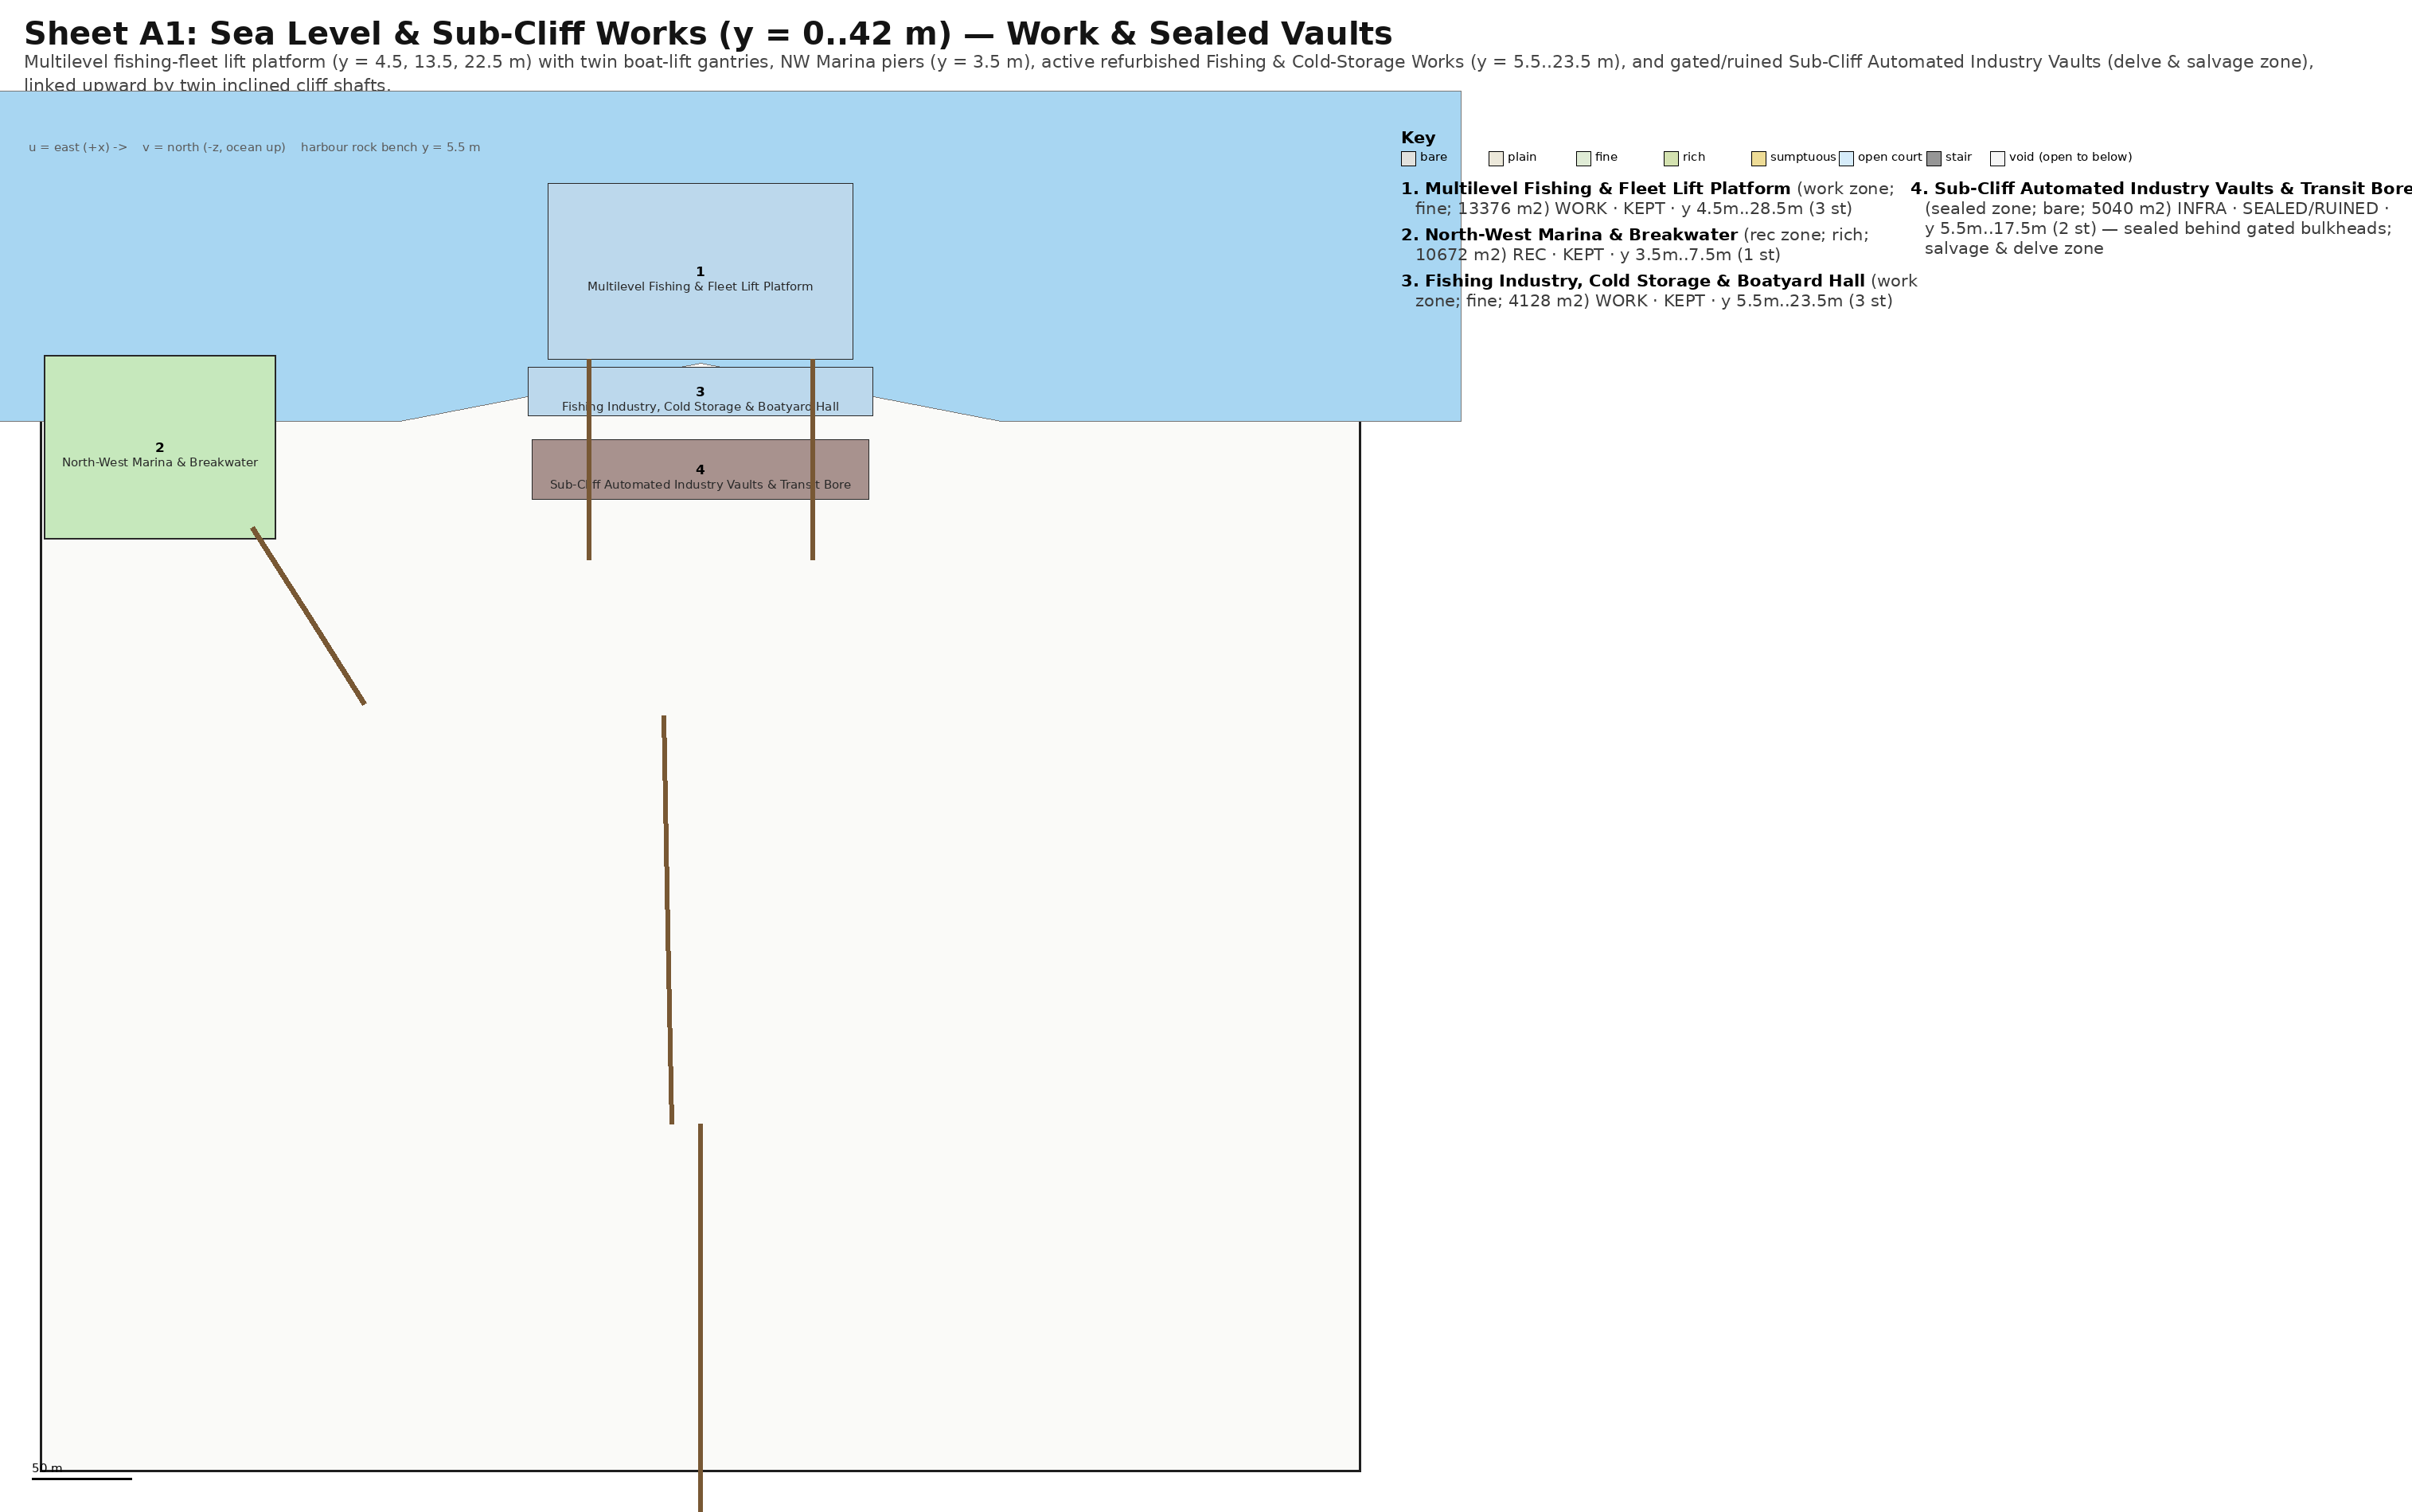 Sheet A1: Sea Level & Sub-Cliff Works (y = 0..42 m) — Work & Sealed Vaults
Multilevel fishing-fleet lift platform (y = 4.5, 13.5, 22.5 m) with twin boat-lift gantries, NW Marina piers (y = 3.5 m), active refurbished Fishing & Cold-Storage Works (y = 5.5..23.5 m), and gated/ruined Sub-Cliff Automated Industry Vaults (delve & salvage zone),
linked upward by twin inclined cliff shafts.
u = east (+x) -> v = north (-z, ocean up) harbour rock bench y = 5.5 m
1
Multilevel Fishing & Fleet Lift Platform
3
Fishing Industry, Cold Storage & Boatyard Hall
2
North-West Marina & Breakwater
4
Sub-Cliff Automated Industry Vaults & Transit Bore
50 m
Key
bare plain fine rich sumptuous open court stair void (open to below)
1. Multilevel Fishing & Fleet Lift Platform (work zone;
fine; 13376 m2) WORK · KEPT · y 4.5m..28.5m (3 st)
2. North-West Marina & Breakwater (rec zone; rich;
10672 m2) REC · KEPT · y 3.5m..7.5m (1 st)
3. Fishing Industry, Cold Storage & Boatyard Hall (work
zone; fine; 4128 m2) WORK · KEPT · y 5.5m..23.5m (3 st)
4. Sub-Cliff Automated Industry Vaults & Transit Bore
(sealed zone; bare; 5040 m2) INFRA · SEALED/RUINED ·
y 5.5m..17.5m (2 st) — sealed behind gated bulkheads;
salvage & delve zone